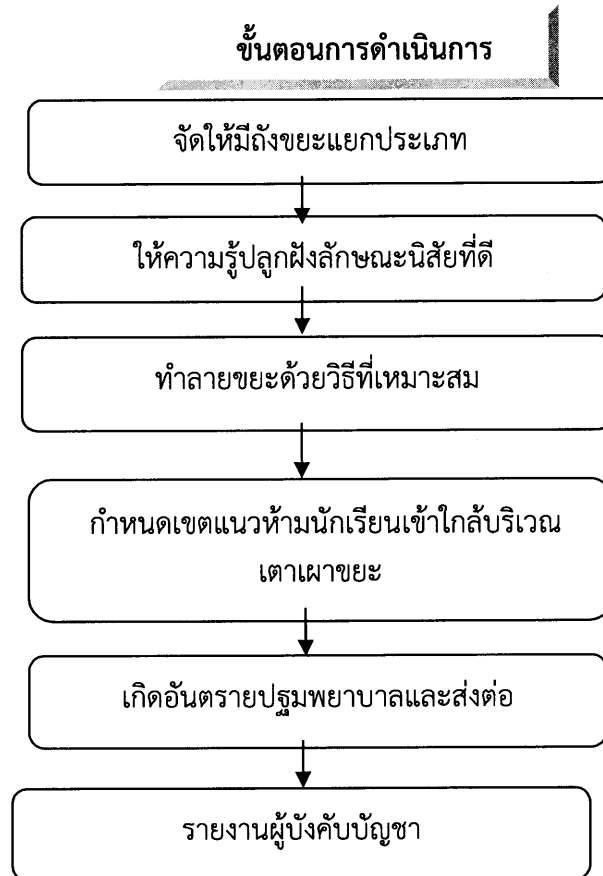 ขั้นตอนการดำเนินการ
จัดให้มีถังขยะแยกประเภท
ให้ความรู้ปลูกฝังลักษณะนิสัยที่ดี
ทำลายขยะด้วยวิธีที่เหมาะสม
กำหนดเขตแนวห้ามนักเรียนเข้าใกล้บริเวณ
เตาเผาขยะ
เกิดอันตรายปฐมพยาบาลและส่งต่อ
รายงานผู้บังคับบัญชา